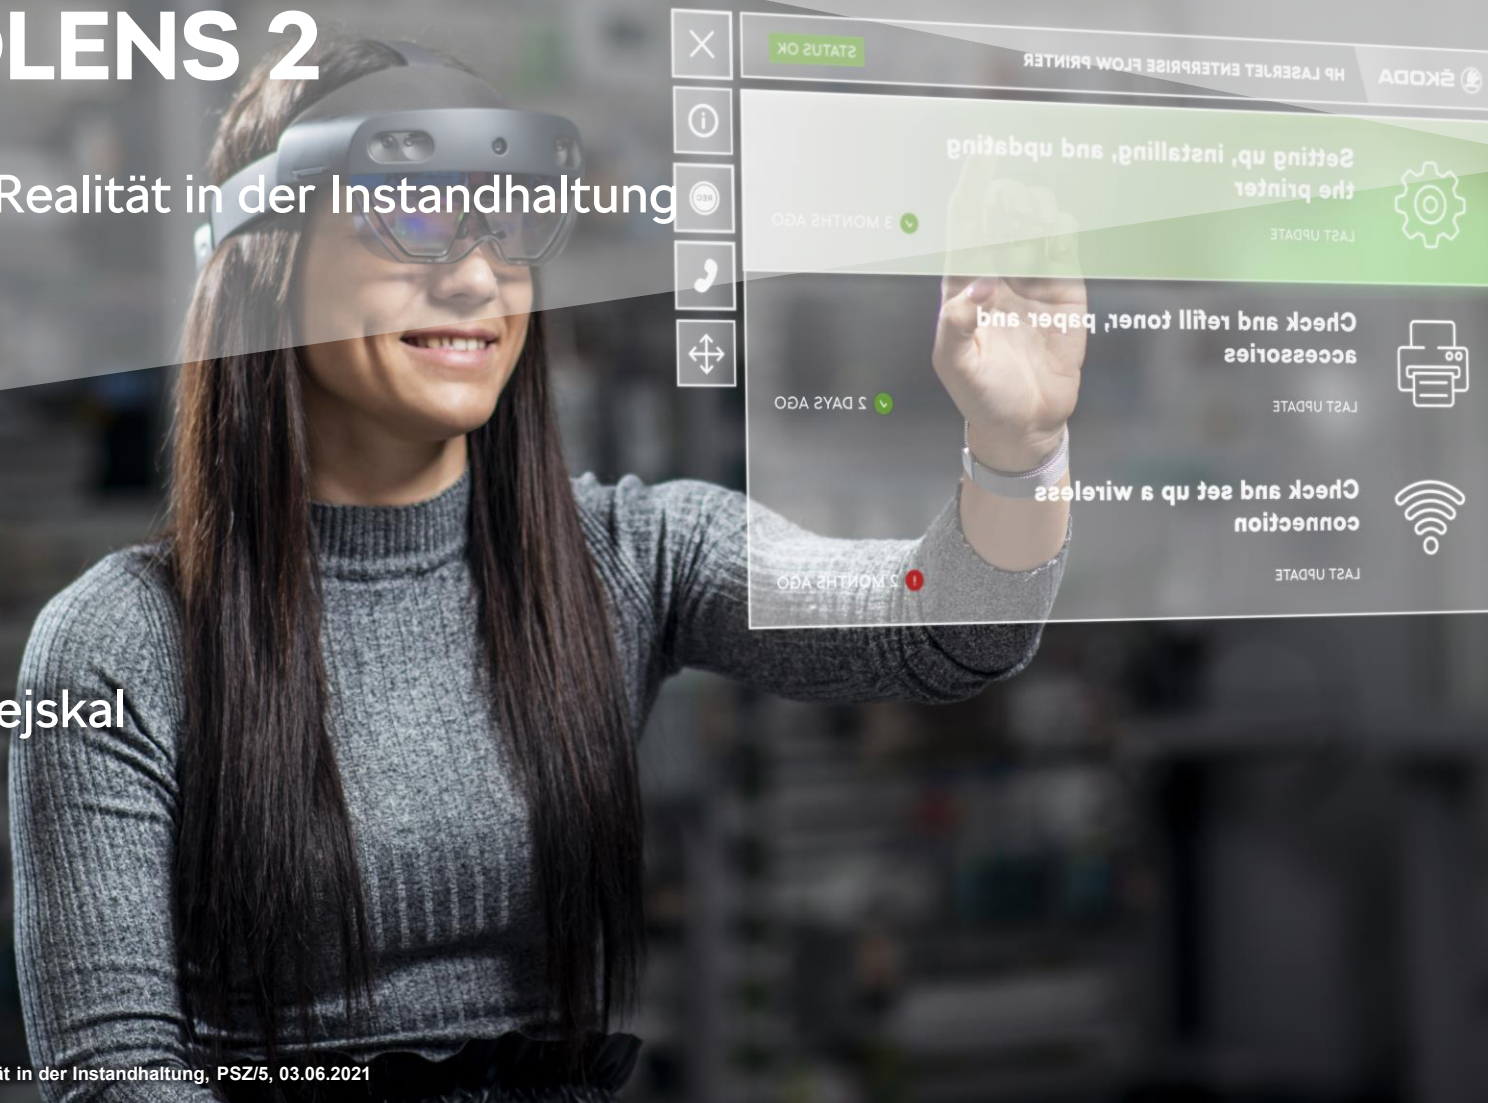 OLENS 2
Realität in der Instandhaltung
STATUS OK
HP LASERJET ENTERPRISE FLOW PRINTER
ŠKODA
Setting up, installing, and updating
the printer
3 MONTHS AGO
LAST UPDATE
REC
Check and refill toner, paper and
accessories
2 DAYS AGO
LAST UPDATE
Check and set up a wireless
connection
2 MONTHS AGO
LAST UPDATE
ejskal
ät in der Instandhaltung, PSZ/5, 03.06.2021